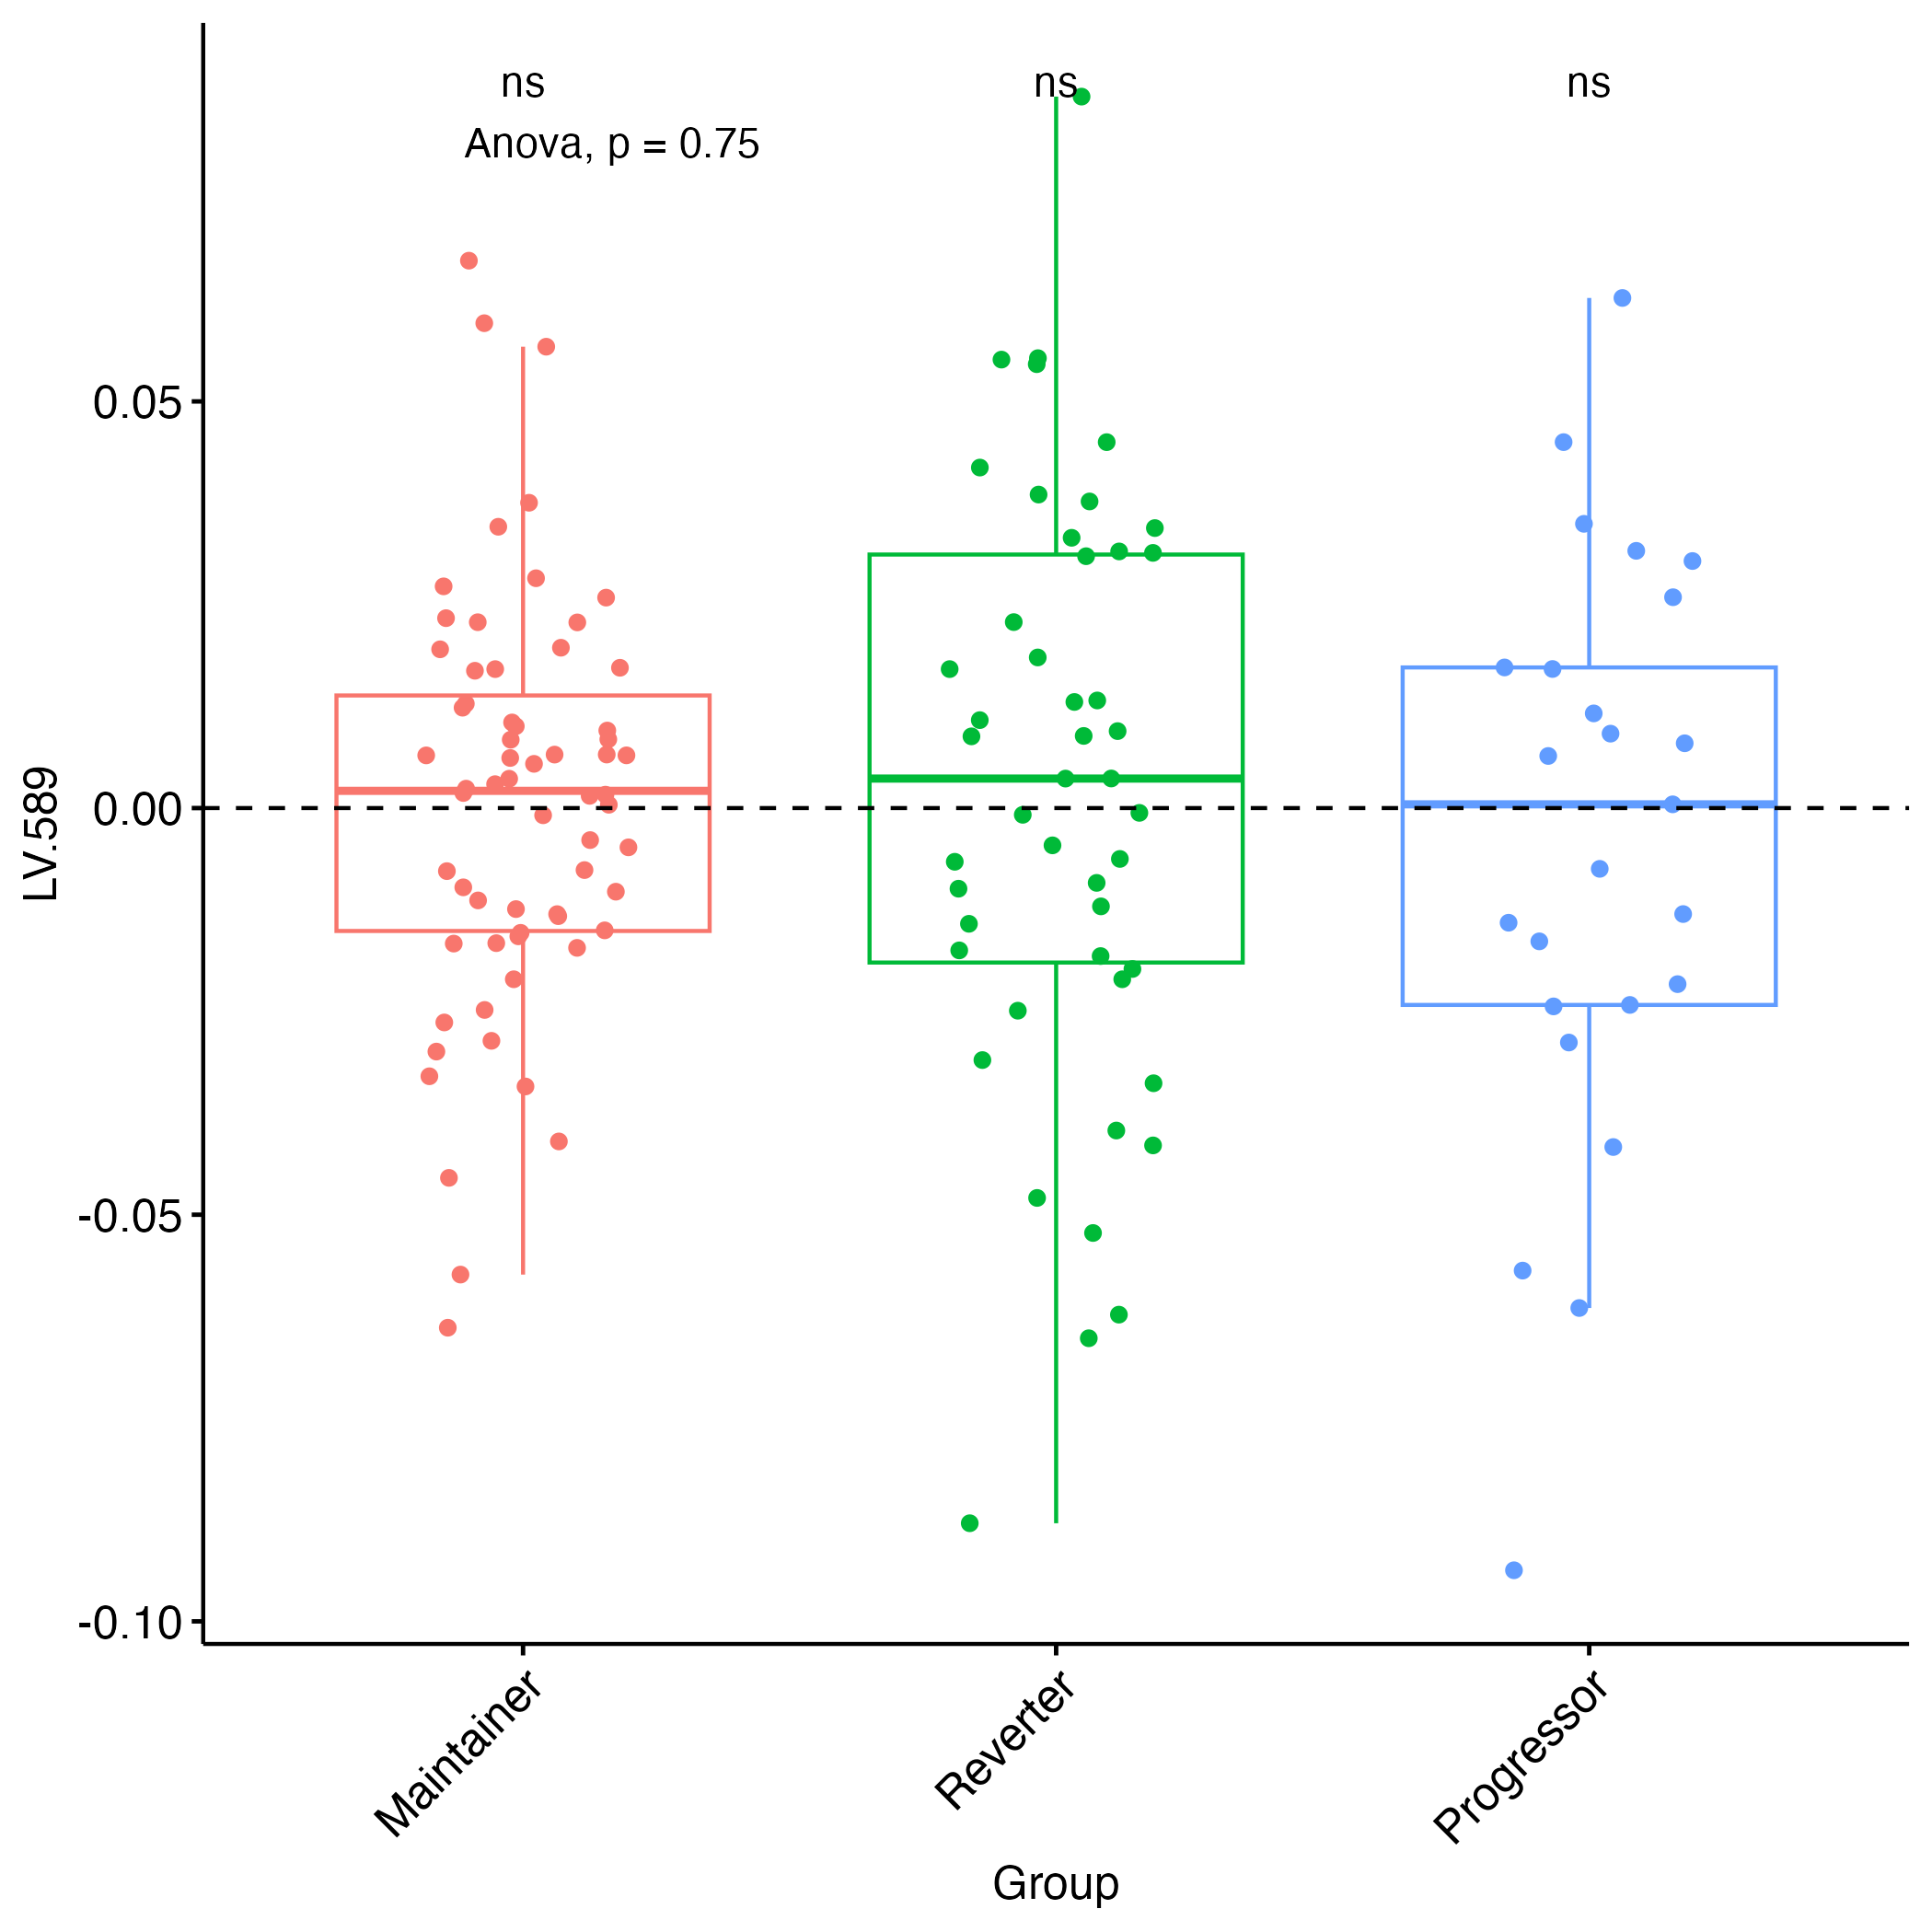 ns ns ns
Anova, p = 0.75
0.05
0.00
-0.05
-0.10
LV.589
Maintainer Reverter Progressor
Group